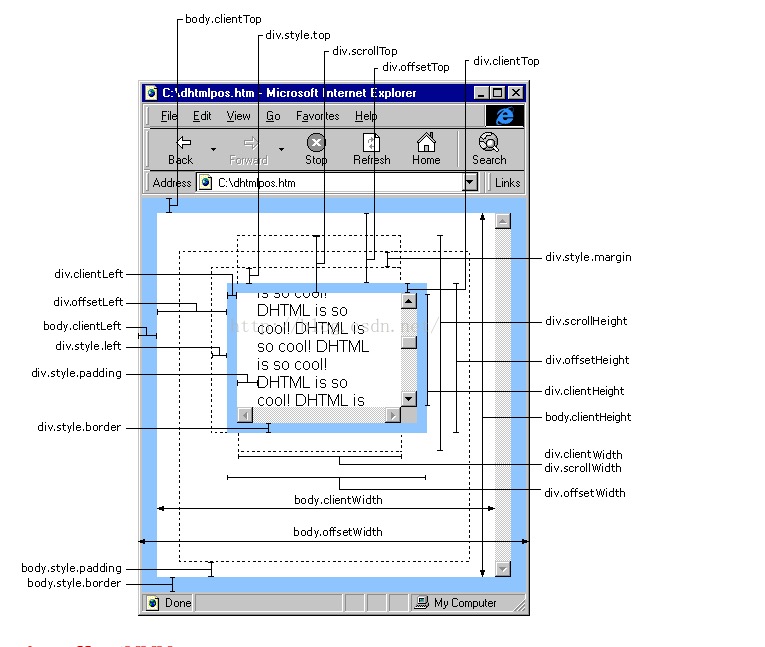 body.clientTop
div.style.top
div.scrollTop
div.offsetTop
div.clientTop
C:\dhtmlpos.htm - Microsoft Internet Explorer
File Edit View Go Favorites Help
Back Forward Stop Refresh Home Search
Address C:\dhtmlpos.htm Links
div.style.margin
div.clientLeft
div.offsetLeft
body.clientLeft
div.style.left
div.style.padding
div.style.border
is so cool!
DHTML is so
cool! DHTML is
so cool! DHTML
is so cool!
DHTML is so
cool! DHTML is
div.scrollHeight
div.offsetHeight
div.clientHeight
body.clientHeight
div.clientWidth
div.scrollWidth
div.offsetWidth
body.clientWidth
body.offsetWidth
body.style.padding
body.style.border
Done My Computer